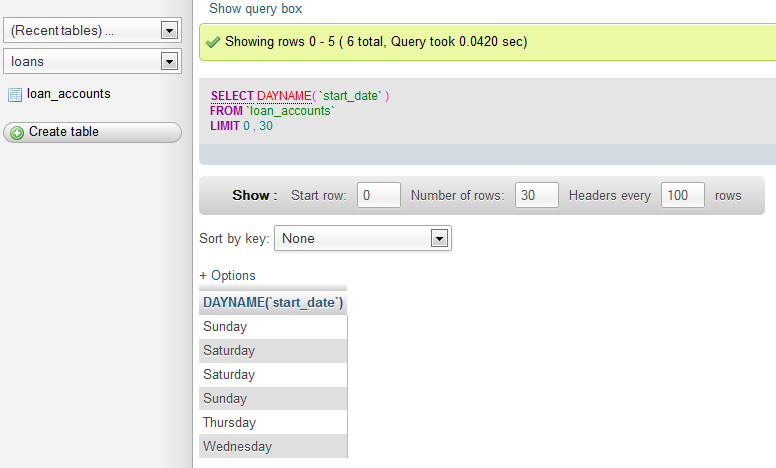 Show query box
(Recent tables) ...
Showing rows 0 - 5 ( 6 total, Query took 0.0420 sec)
loans
loan_accounts
SELECT DAYNAME( `start_date` )
FROM `loan_accounts`
LIMIT 0 , 30
Create table
Show : Start row: 0 Number of rows: 30 Headers every 100 rows
Sort by key: None
+ Options
DAYNAME(`start_date`)
Sunday
Saturday
Saturday
Sunday
Thursday
Wednesday